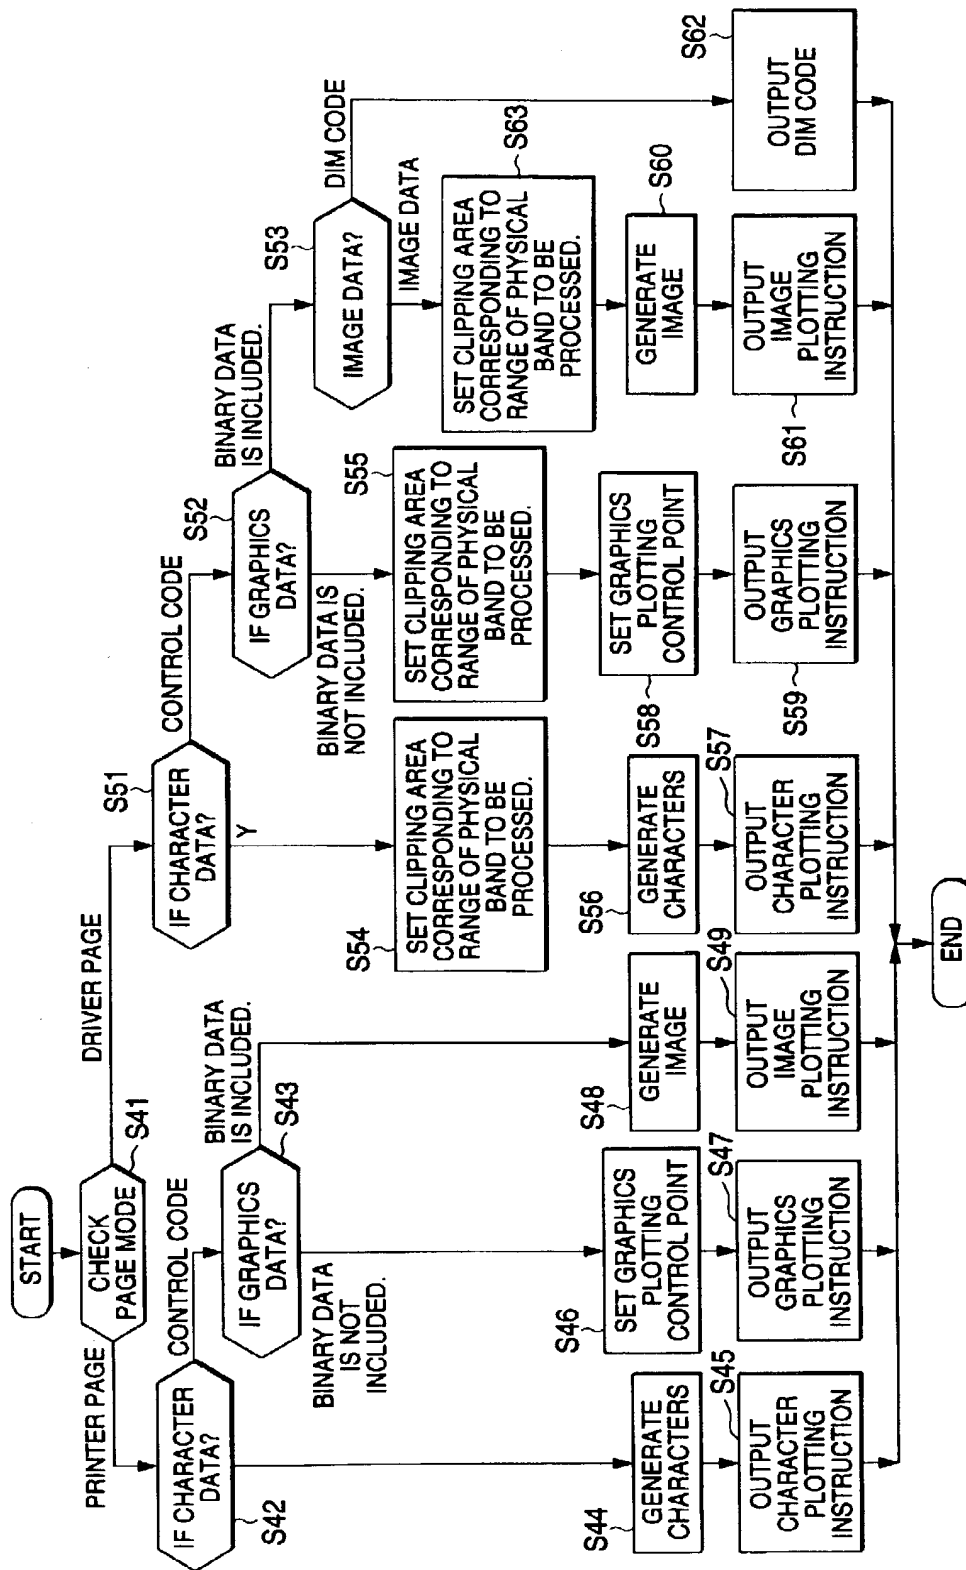 START
CHECK
PAGE MODE
S41
PRINTER PAGE
DRIVER PAGE
IF CHARACTER
DATA?
S42
CONTROL CODE
IF GRAPHICS
DATA?
S43
BINARY DATA
IS INCLUDED.
BINARY DATA
IS NOT
INCLUDED.
IF CHARACTER
DATA?
S51
Y
CONTROL CODE
IF GRAPHICS
DATA?
S52
BINARY DATA
IS INCLUDED.
BINARY DATA IS
NOT INCLUDED.
IMAGE DATA?
S53
DIM CODE
IMAGE DATA
SET CLIPPING AREA
CORRESPONDING TO
RANGE OF PHYSICAL
BAND TO BE
PROCESSED.
S54
SET CLIPPING AREA
CORRESPONDING TO
RANGE OF PHYSICAL
BAND TO BE
PROCESSED.
S55
SET CLIPPING AREA
CORRESPONDING TO
RANGE OF PHYSICAL
BAND TO BE
PROCESSED.
S63
GENERATE
CHARACTERS
S44
SET GRAPHICS
PLOTTING
CONTROL POINT
S46
GENERATE
IMAGE
S48
GENERATE
CHARACTERS
S56
SET GRAPHICS
PLOTTING
CONTROL POINT
S58
GENERATE
IMAGE
S60
OUTPUT
CHARACTER
PLOTTING
INSTRUCTION
S45
OUTPUT
GRAPHICS
PLOTTING
INSTRUCTION
S47
OUTPUT
IMAGE
PLOTTING
INSTRUCTION
S49
OUTPUT
CHARACTER
PLOTTING
INSTRUCTION
S57
OUTPUT
GRAPHICS
PLOTTING
INSTRUCTION
S59
OUTPUT
IMAGE
PLOTTING
INSTRUCTION
S61
OUTPUT
DIM CODE
S62
END